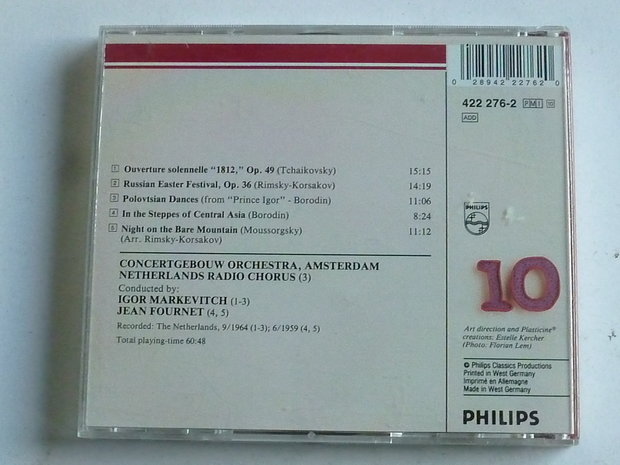 0 28942 22762 0
422 276-2 PMI 10
ADD
1 Ouverture solennelle "1812," Op. 49 (Tchaikovsky) 15:15
2 Russian Easter Festival, Op. 36 (Rimsky-Korsakov) 14:19
3 Polovtsian Dances (from "Prince Igor" - Borodin) 11:06
4 In the Steppes of Central Asia (Borodin) 8:24
5 Night on the Bare Mountain (Moussorgsky) 11:12
(Arr. Rimsky-Korsakov)
CONCERTGEBOUW ORCHESTRA, AMSTERDAM
NETHERLANDS RADIO CHORUS (3)
Conducted by:
IGOR MARKEVITCH (1-3)
JEAN FOURNET (4, 5)
Recorded: The Netherlands, 9/1964 (1-3); 6/1959 (4, 5)
Total playing-time 60:48
PHILIPS
10
Art direction and Plasticine®
creations: Estelle Kercher
(Photo: Florian Lem)
℗ Philips Classics Productions
Printed in West Germany
Imprimé en Allemagne
Made in West Germany
PHILIPS